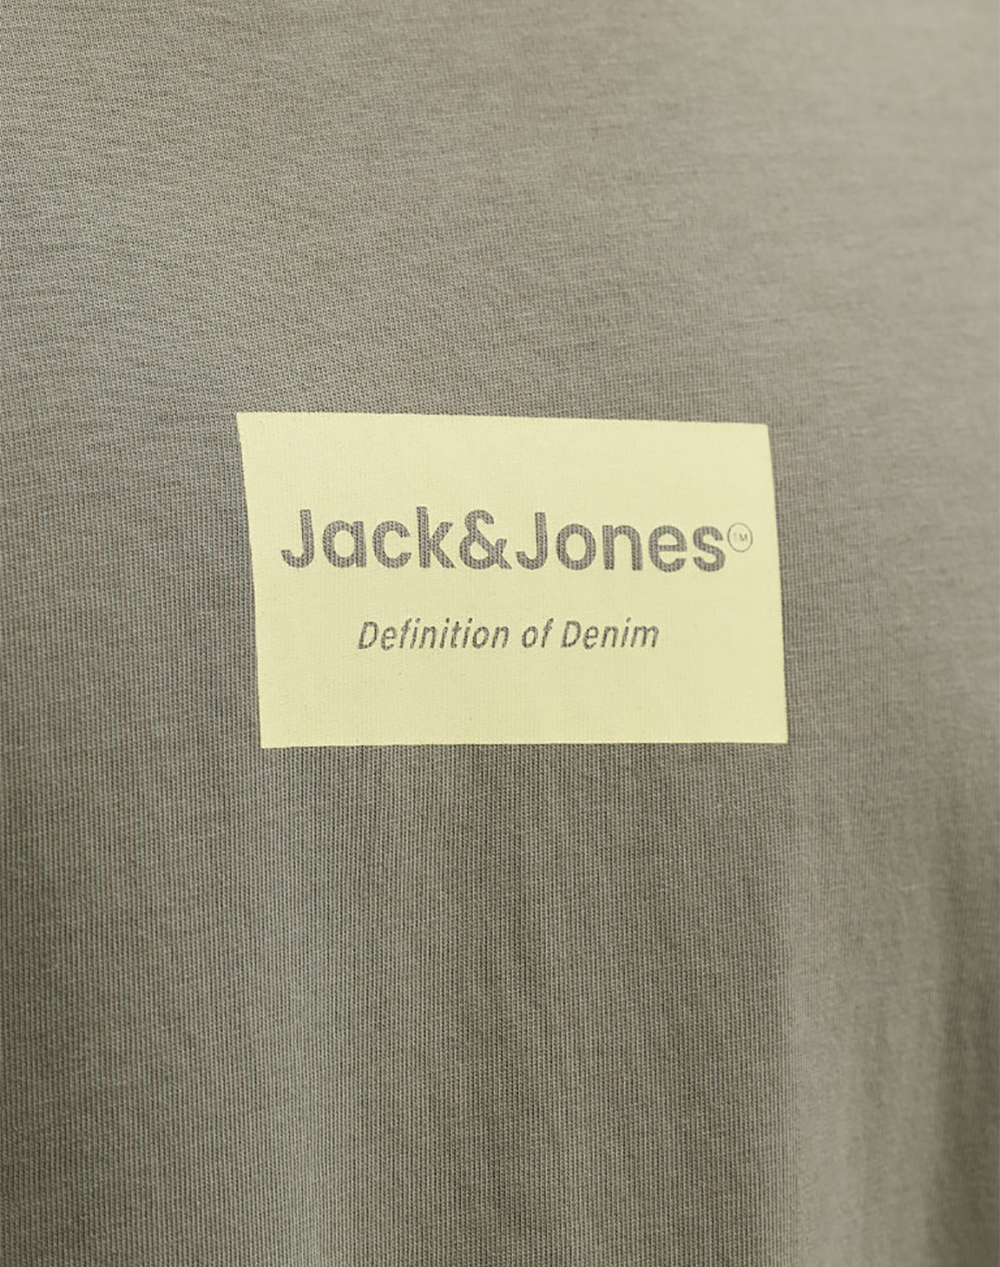 Jack&Jones™
Definition of Denim